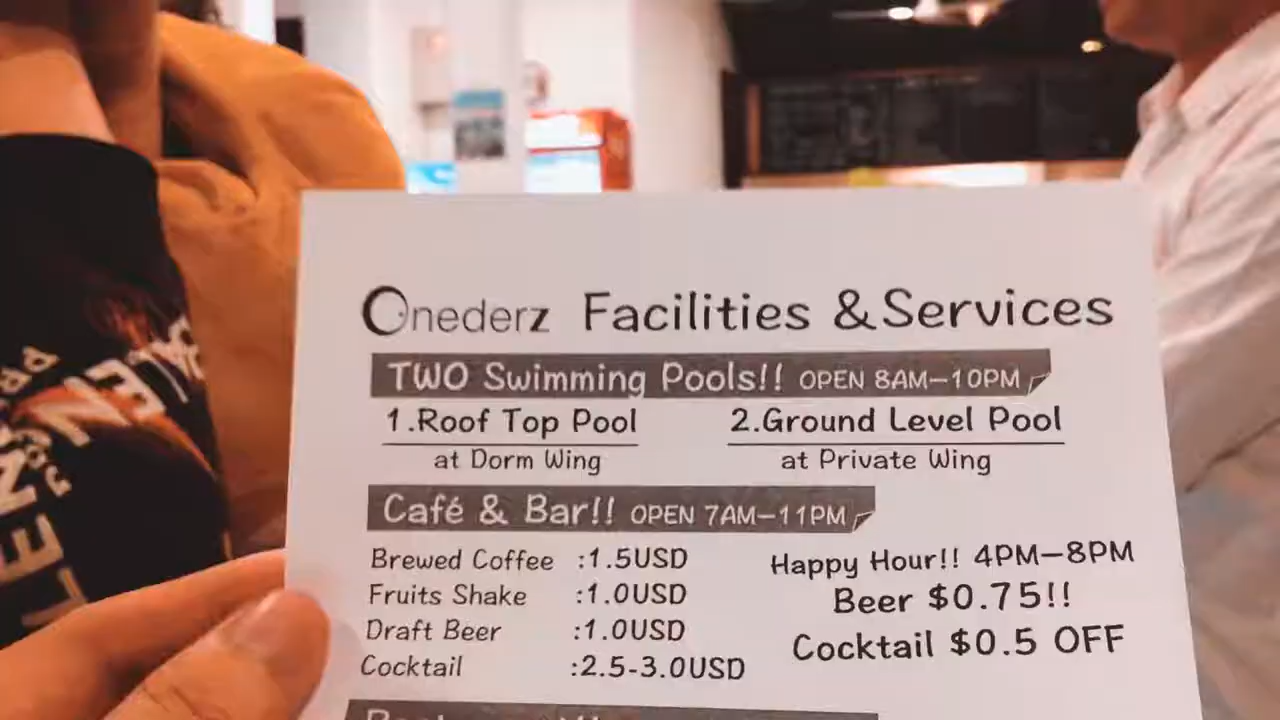 Onederz Facilities &Services
TWO Swimming Pools!! OPEN 8AM–10PM
1.Roof Top Pool 2.Ground Level Pool
at Dorm Wing at Private Wing
Café & Bar!! OPEN 7AM–11PM
Brewed Coffee :1.5USD
Fruits Shake :1.0USD
Draft Beer :1.0USD
Cocktail :2.5-3.0USD
Happy Hour!! 4PM–8PM
Beer $0.75!!
Cocktail $0.5 OFF